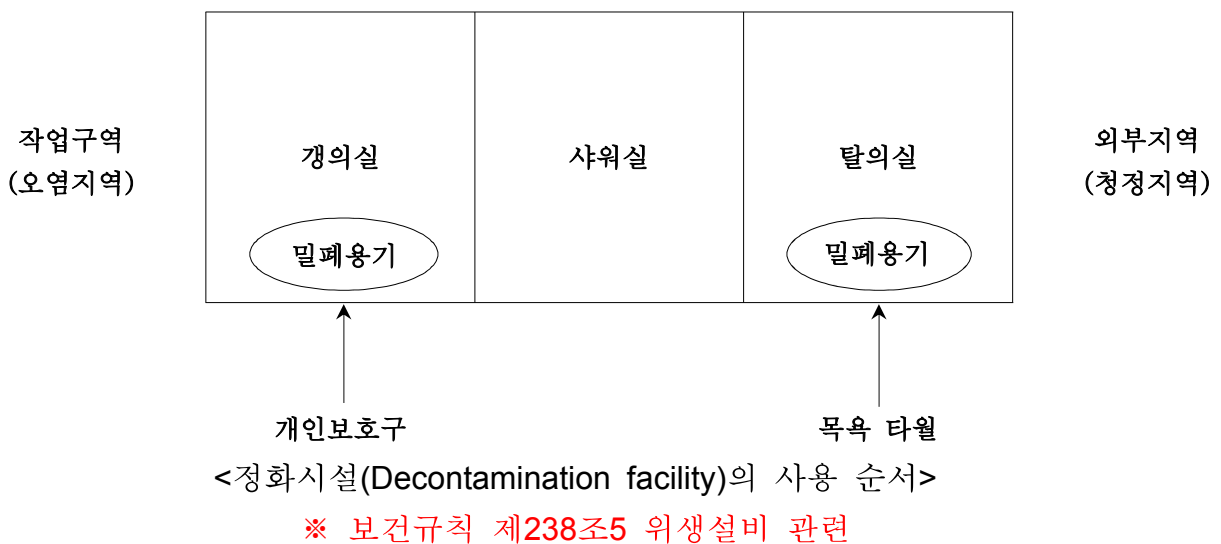 작업구역
(오염지역)
갱의실
샤워실
탈의실
외부지역
(청정지역)
밀폐용기
밀폐용기
개인보호구
목욕 타월
<정화시설(Decontamination facility)의 사용 순서>
※ 보건규칙 제238조5 위생설비 관련